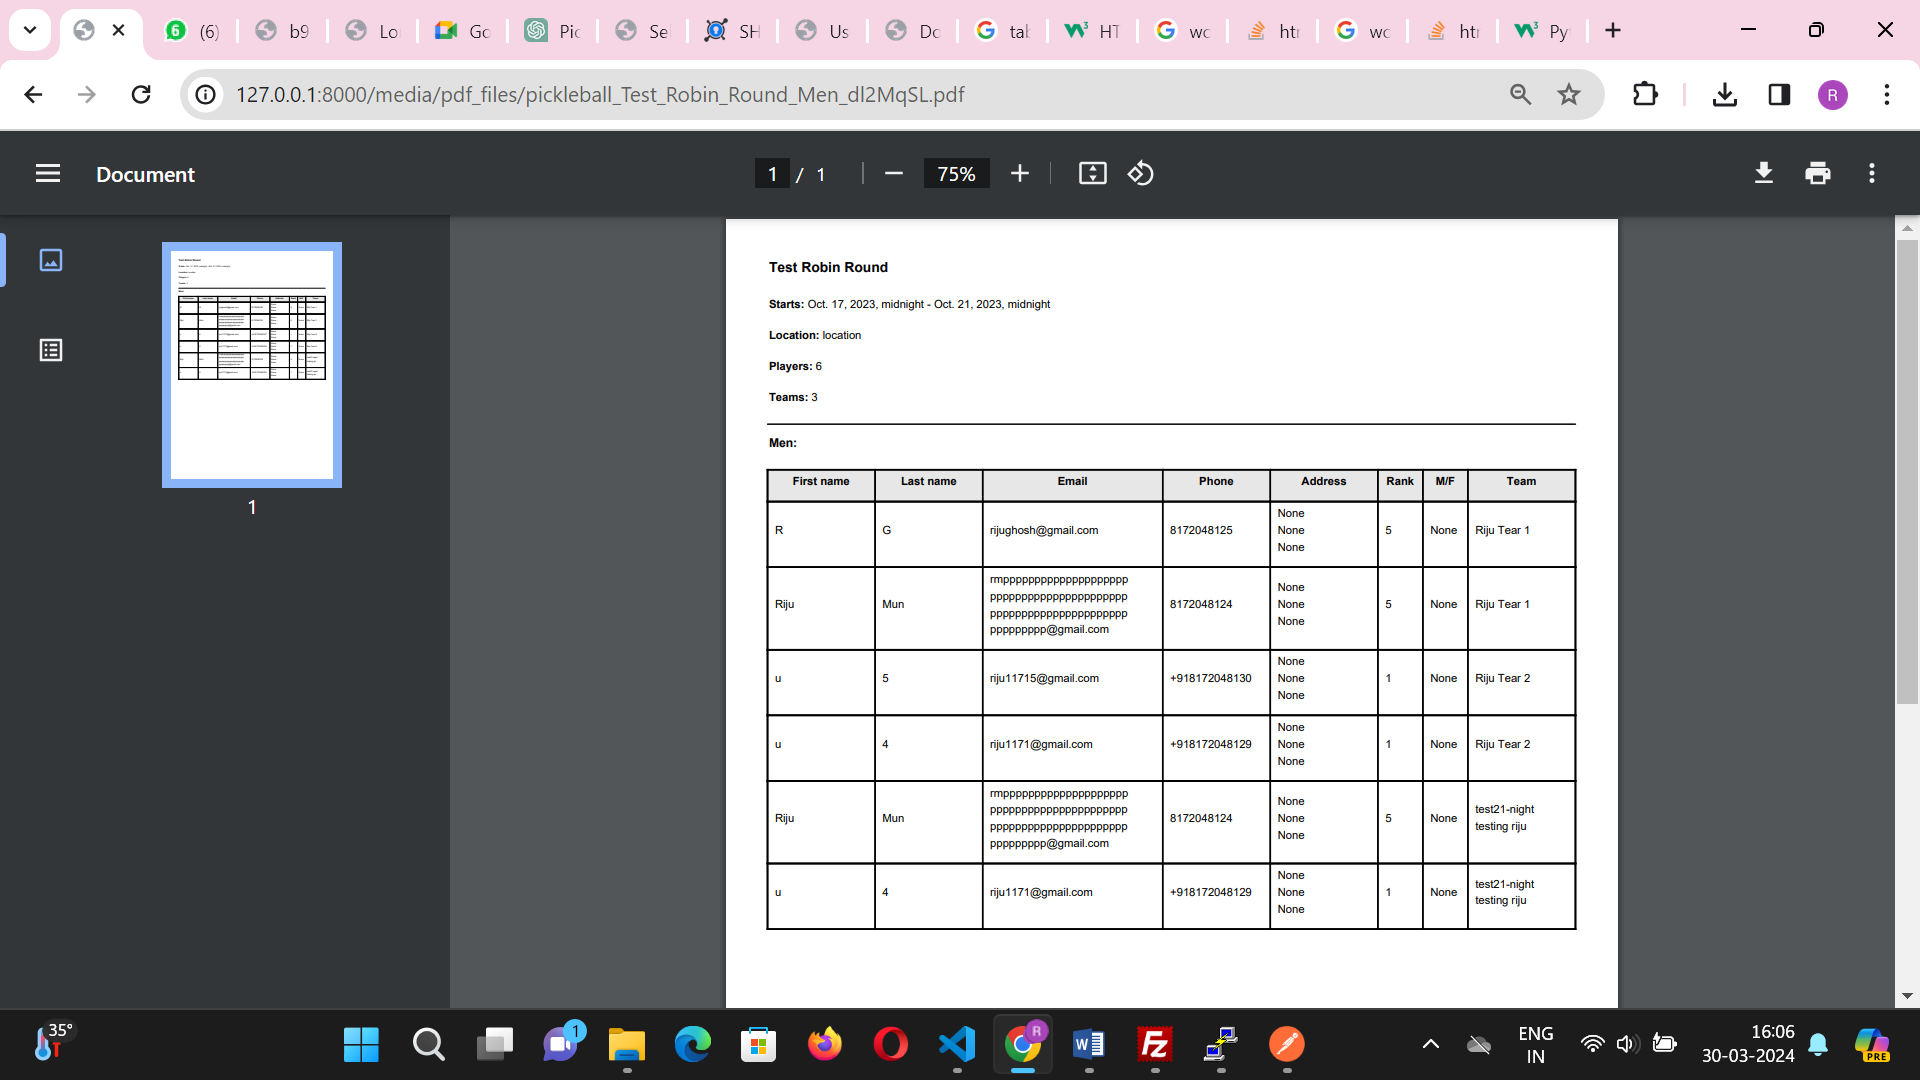 (6)
b9
Lo
Go
Pic
Se
SH
Us
Do
tab
HT
wc
htm
wc
htm
Py
127.0.0.1:8000/media/pdf_files/pickleball_Test_Robin_Round_Men_dl2MqSL.pdf
R
Document
1 / 1
75%
1
Test Robin Round
Starts: Oct. 17, 2023, midnight - Oct. 21, 2023, midnight
Location: location
Players: 6
Teams: 3
Men:
First name Last name Email Phone Address Rank M/F Team
R G rijughosh@gmail.com 8172048125 None 5 None Riju Tear 1
None
None
Riju Mun rmpppppppppppppppppppp
pppppppppppppppppppppp
pppppppppppppppppppppp
ppppppppp@gmail.com 8172048124 None 5 None Riju Tear 1
None
None
u 5 riju11715@gmail.com +918172048130 None 1 None Riju Tear 2
None
None
u 4 riju1171@gmail.com +918172048129 None 1 None Riju Tear 2
None
None
Riju Mun rmpppppppppppppppppppp
pppppppppppppppppppppp
pppppppppppppppppppppp
ppppppppp@gmail.com 8172048124 None 5 None test21-night
None testing riju
None
u 4 riju1171@gmail.com +918172048129 None 1 None test21-night
None testing riju
None
35°
1
R
ENG
IN
16:06
30-03-2024
PRE